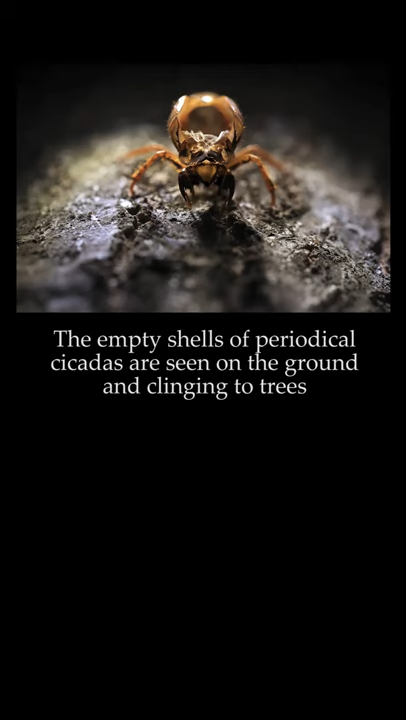 The empty shells of periodical
cicadas are seen on the ground
and clinging to trees